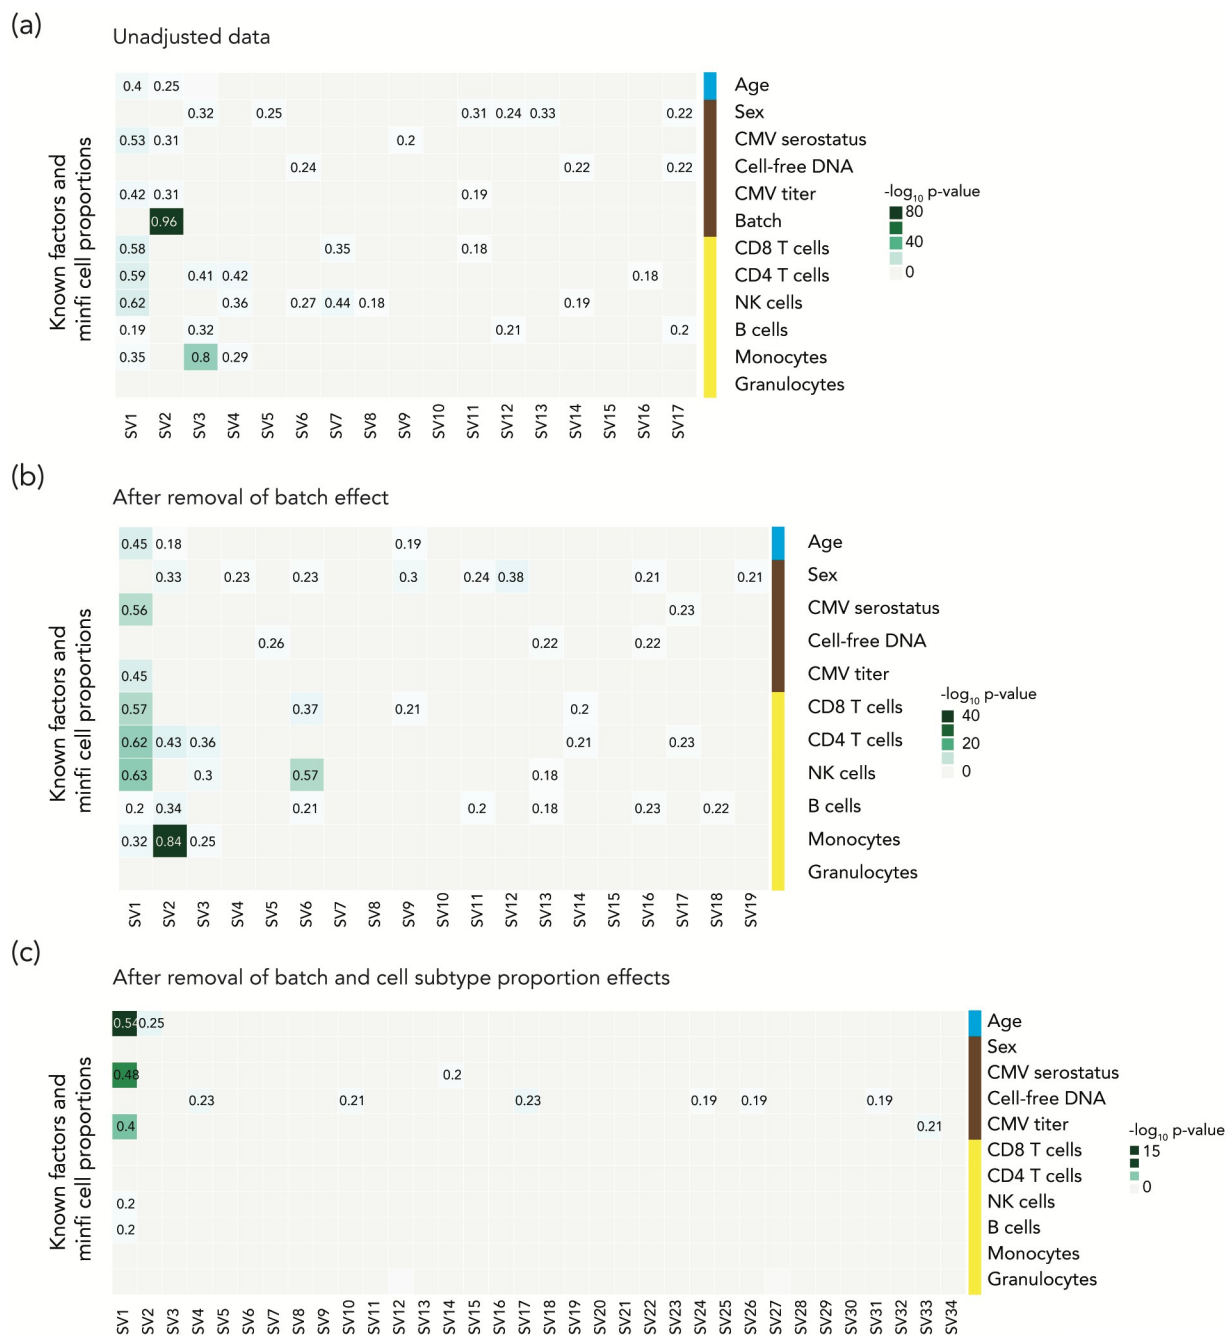 (a)
Unadjusted data
Known factors and
minfi cell proportions
0.4 0.25 Age
0.32 0.25 0.31 0.24 0.33 0.22 Sex
0.53 0.31 0.2 CMV serostatus
0.24 0.22 0.22 Cell-free DNA
0.42 0.31 0.19 CMV titer
0.96 Batch
0.58 0.35 0.18 CD8 T cells
0.59 0.41 0.42 0.18 CD4 T cells
0.62 0.36 0.27 0.44 0.18 0.19 NK cells
0.19 0.32 0.21 0.2 B cells
0.35 0.8 0.29 Monocytes
Granulocytes
SV1 SV2 SV3 SV4 SV5 SV6 SV7 SV8 SV9 SV10 SV11 SV12 SV13 SV14 SV15 SV16 SV17
-log10 p-value
80
40
0
(b)
After removal of batch effect
Known factors and
minfi cell proportions
0.45 0.18 0.19 Age
0.33 0.23 0.23 0.3 0.24 0.38 0.21 0.21 Sex
0.56 0.23 CMV serostatus
0.26 0.22 0.22 Cell-free DNA
0.45 CMV titer
0.57 0.37 0.21 0.2 CD8 T cells
0.62 0.43 0.36 0.21 0.23 CD4 T cells
0.63 0.3 0.57 0.18 NK cells
0.2 0.34 0.21 0.2 0.18 0.23 0.22 B cells
0.32 0.84 0.25 Monocytes
Granulocytes
SV1 SV2 SV3 SV4 SV5 SV6 SV7 SV8 SV9 SV10 SV11 SV12 SV13 SV14 SV15 SV16 SV17 SV18 SV19
-log10 p-value
40
20
0
(c)
After removal of batch and cell subtype proportion effects
Known factors and
minfi cell proportions
0.54 0.25 Age
Sex
0.48 0.2 CMV serostatus
0.23 0.21 0.23 0.19 0.19 0.19 Cell-free DNA
0.4 0.21 CMV titer
CD8 T cells
CD4 T cells
0.2 NK cells
0.2 B cells
Monocytes
Granulocytes
SV1 SV2 SV3 SV4 SV5 SV6 SV7 SV8 SV9 SV10 SV11 SV12 SV13 SV14 SV15 SV16 SV17 SV18 SV19 SV20 SV21 SV22 SV23 SV24 SV25 SV26 SV27 SV28 SV29 SV30 SV31 SV32 SV33 SV34
-log10 p-value
15
0